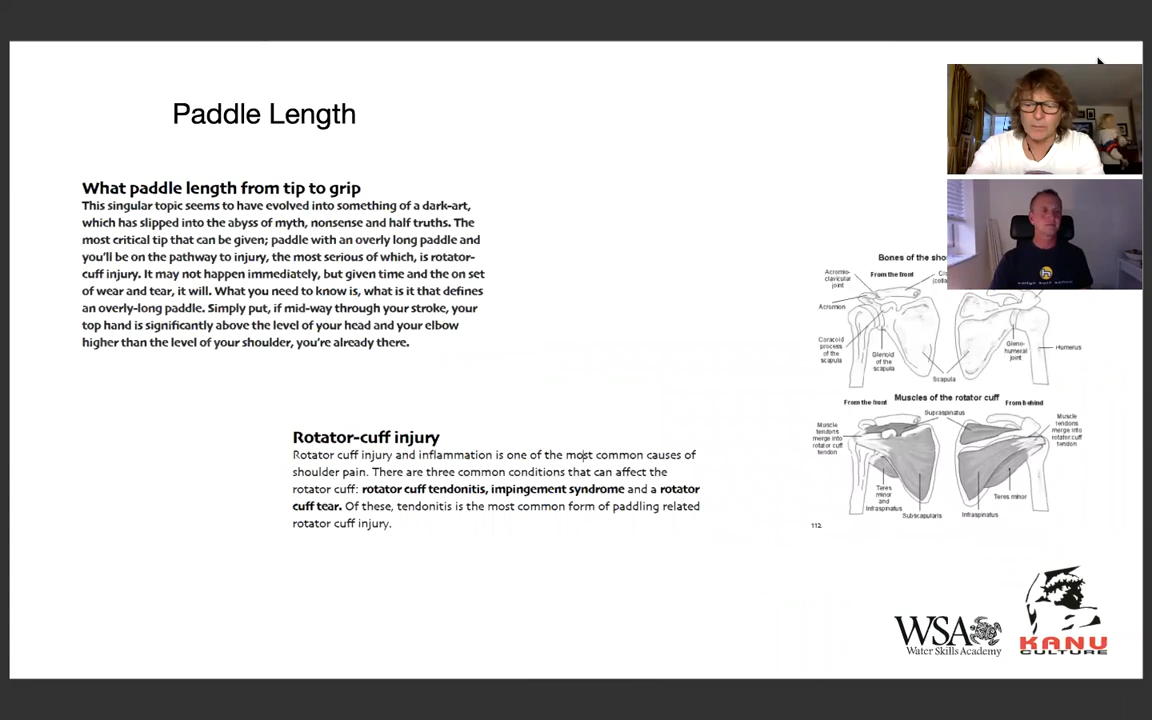 Paddle Length
What paddle length from tip to grip
This singular topic seems to have evolved into something of a dark-art,
which has slipped into the abyss of myth, nonsense and half truths. The
most critical tip that can be given; paddle with an overly long paddle and
you'll be on the pathway to injury, the most serious of which, is rotator-
cuff injury. It may not happen immediately, but given time and the on set
of wear and tear, it will. What you need to know is, what is it that defines
an overly-long paddle. Simply put, if mid-way through your stroke, your
top hand is significantly above the level of your head and your elbow
higher than the level of your shoulder, you're already there.
Rotator-cuff injury
Rotator cuff injury and inflammation is one of the most common causes of
shoulder pain. There are three common conditions that can affect the
rotator cuff: rotator cuff tendonitis, impingement syndrome and a rotator
cuff tear. Of these, tendonitis is the most common form of paddling related
rotator cuff injury.
Bones of the
From the front
Acromio-
clavicular
joint
Acromion
Coracoid
process
of the
scapula
Glenoid
of the
scapula
Scapula
Gleno-
humeral
joint
Humerus
Muscles of the rotator cuff
From the front
From behind
Supraspinatus
Muscle
tendons
merge into
rotator cuff
tendon
Muscle
tendons
merge into
rotator cuff
tendon
Teres
minor
and
Infraspinatus
Subscapularis
Infraspinatus
Teres minor
112
WSA
Water Skills Academy
KANU
CULTURE